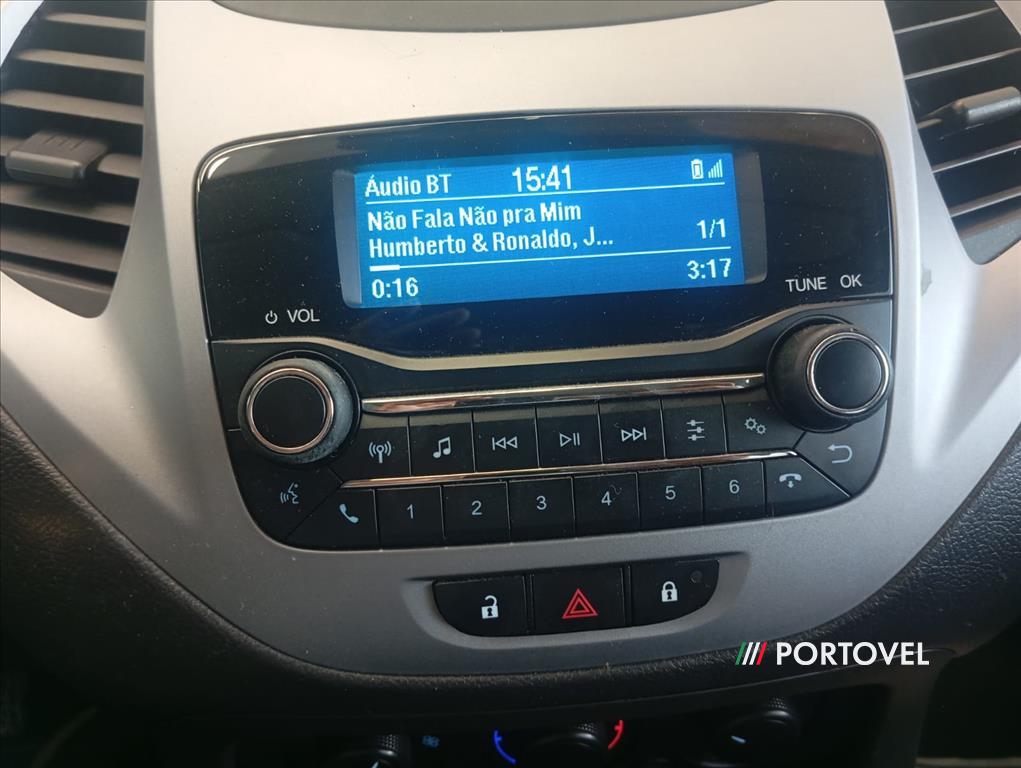 Áudio BT 15:41
Não Fala Não pra Mim
Humberto & Ronaldo, J... 1/1
0:16 3:17
VOL
TUNE OK
1 2 3 4 5 6
PORTOVEL